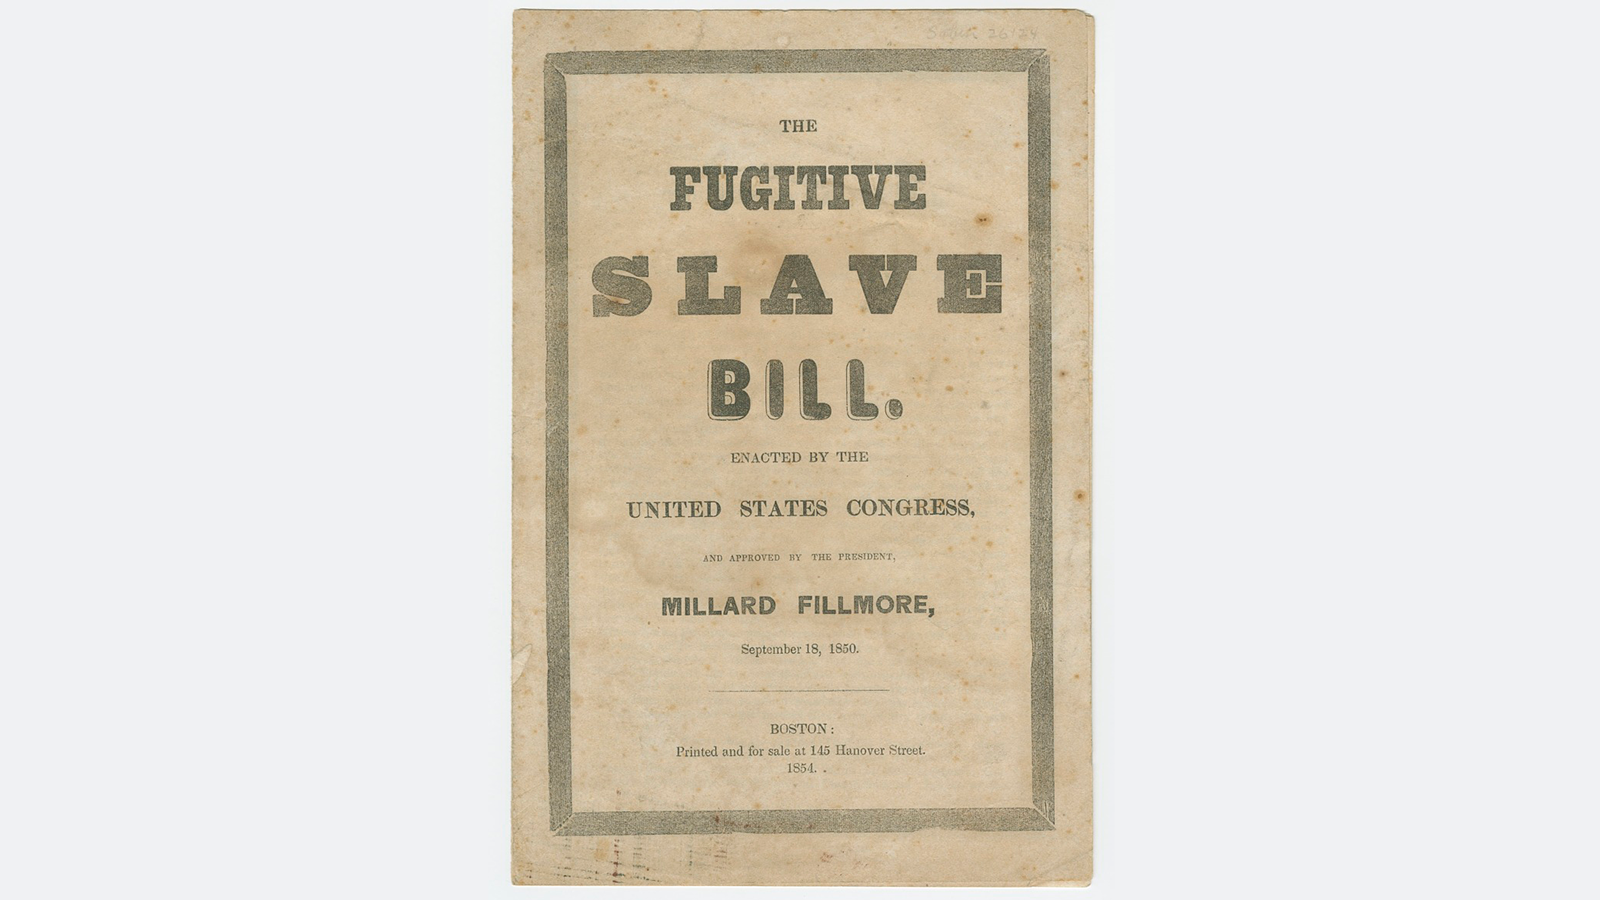 THE
FUGITIVE
SLAVE
BILL.
ENACTED BY THE
UNITED STATES CONGRESS,
AND APPROVED BY THE PRESIDENT,
MILLARD FILLMORE,
September 18, 1850.
BOSTON:
Printed and for sale at 145 Hanover Street.
1854.